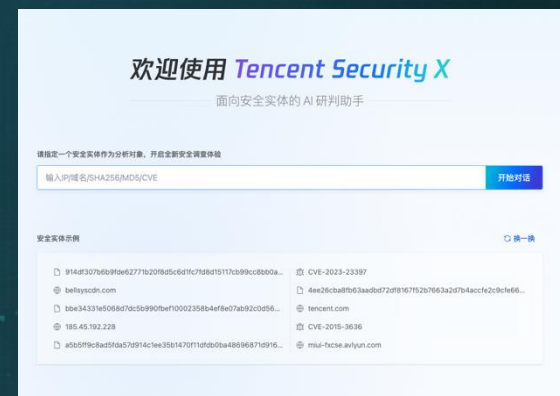 欢迎使用 Tencent Security X
面向安全实体的 AI 研判助手
请指定一个安全实体作为分析对象，开启全新安全调查体验
输入IP/域名/SHA256/MD5/CVE
开始对话
安全实体示例
换一换
914df307b6b9fde62771b20f8d5c6d1fc7fd8d15117cb99cc8bb0a...
CVE-2023-23397
bellsyscdn.com
4ee26cba8fb63aadbd72df8167f52b7663a2d7b4accfe2c9cfe66...
bbe34331e5068d7dc5b990fbef10002358b4ef8e07ab92c0d56...
tencent.com
185.45.192.228
CVE-2015-3636
a5b5ff9c8ad5fda57d914c1ee35b1470f11dfdb0ba48696871d916...
miui-fxcse.avlyun.com